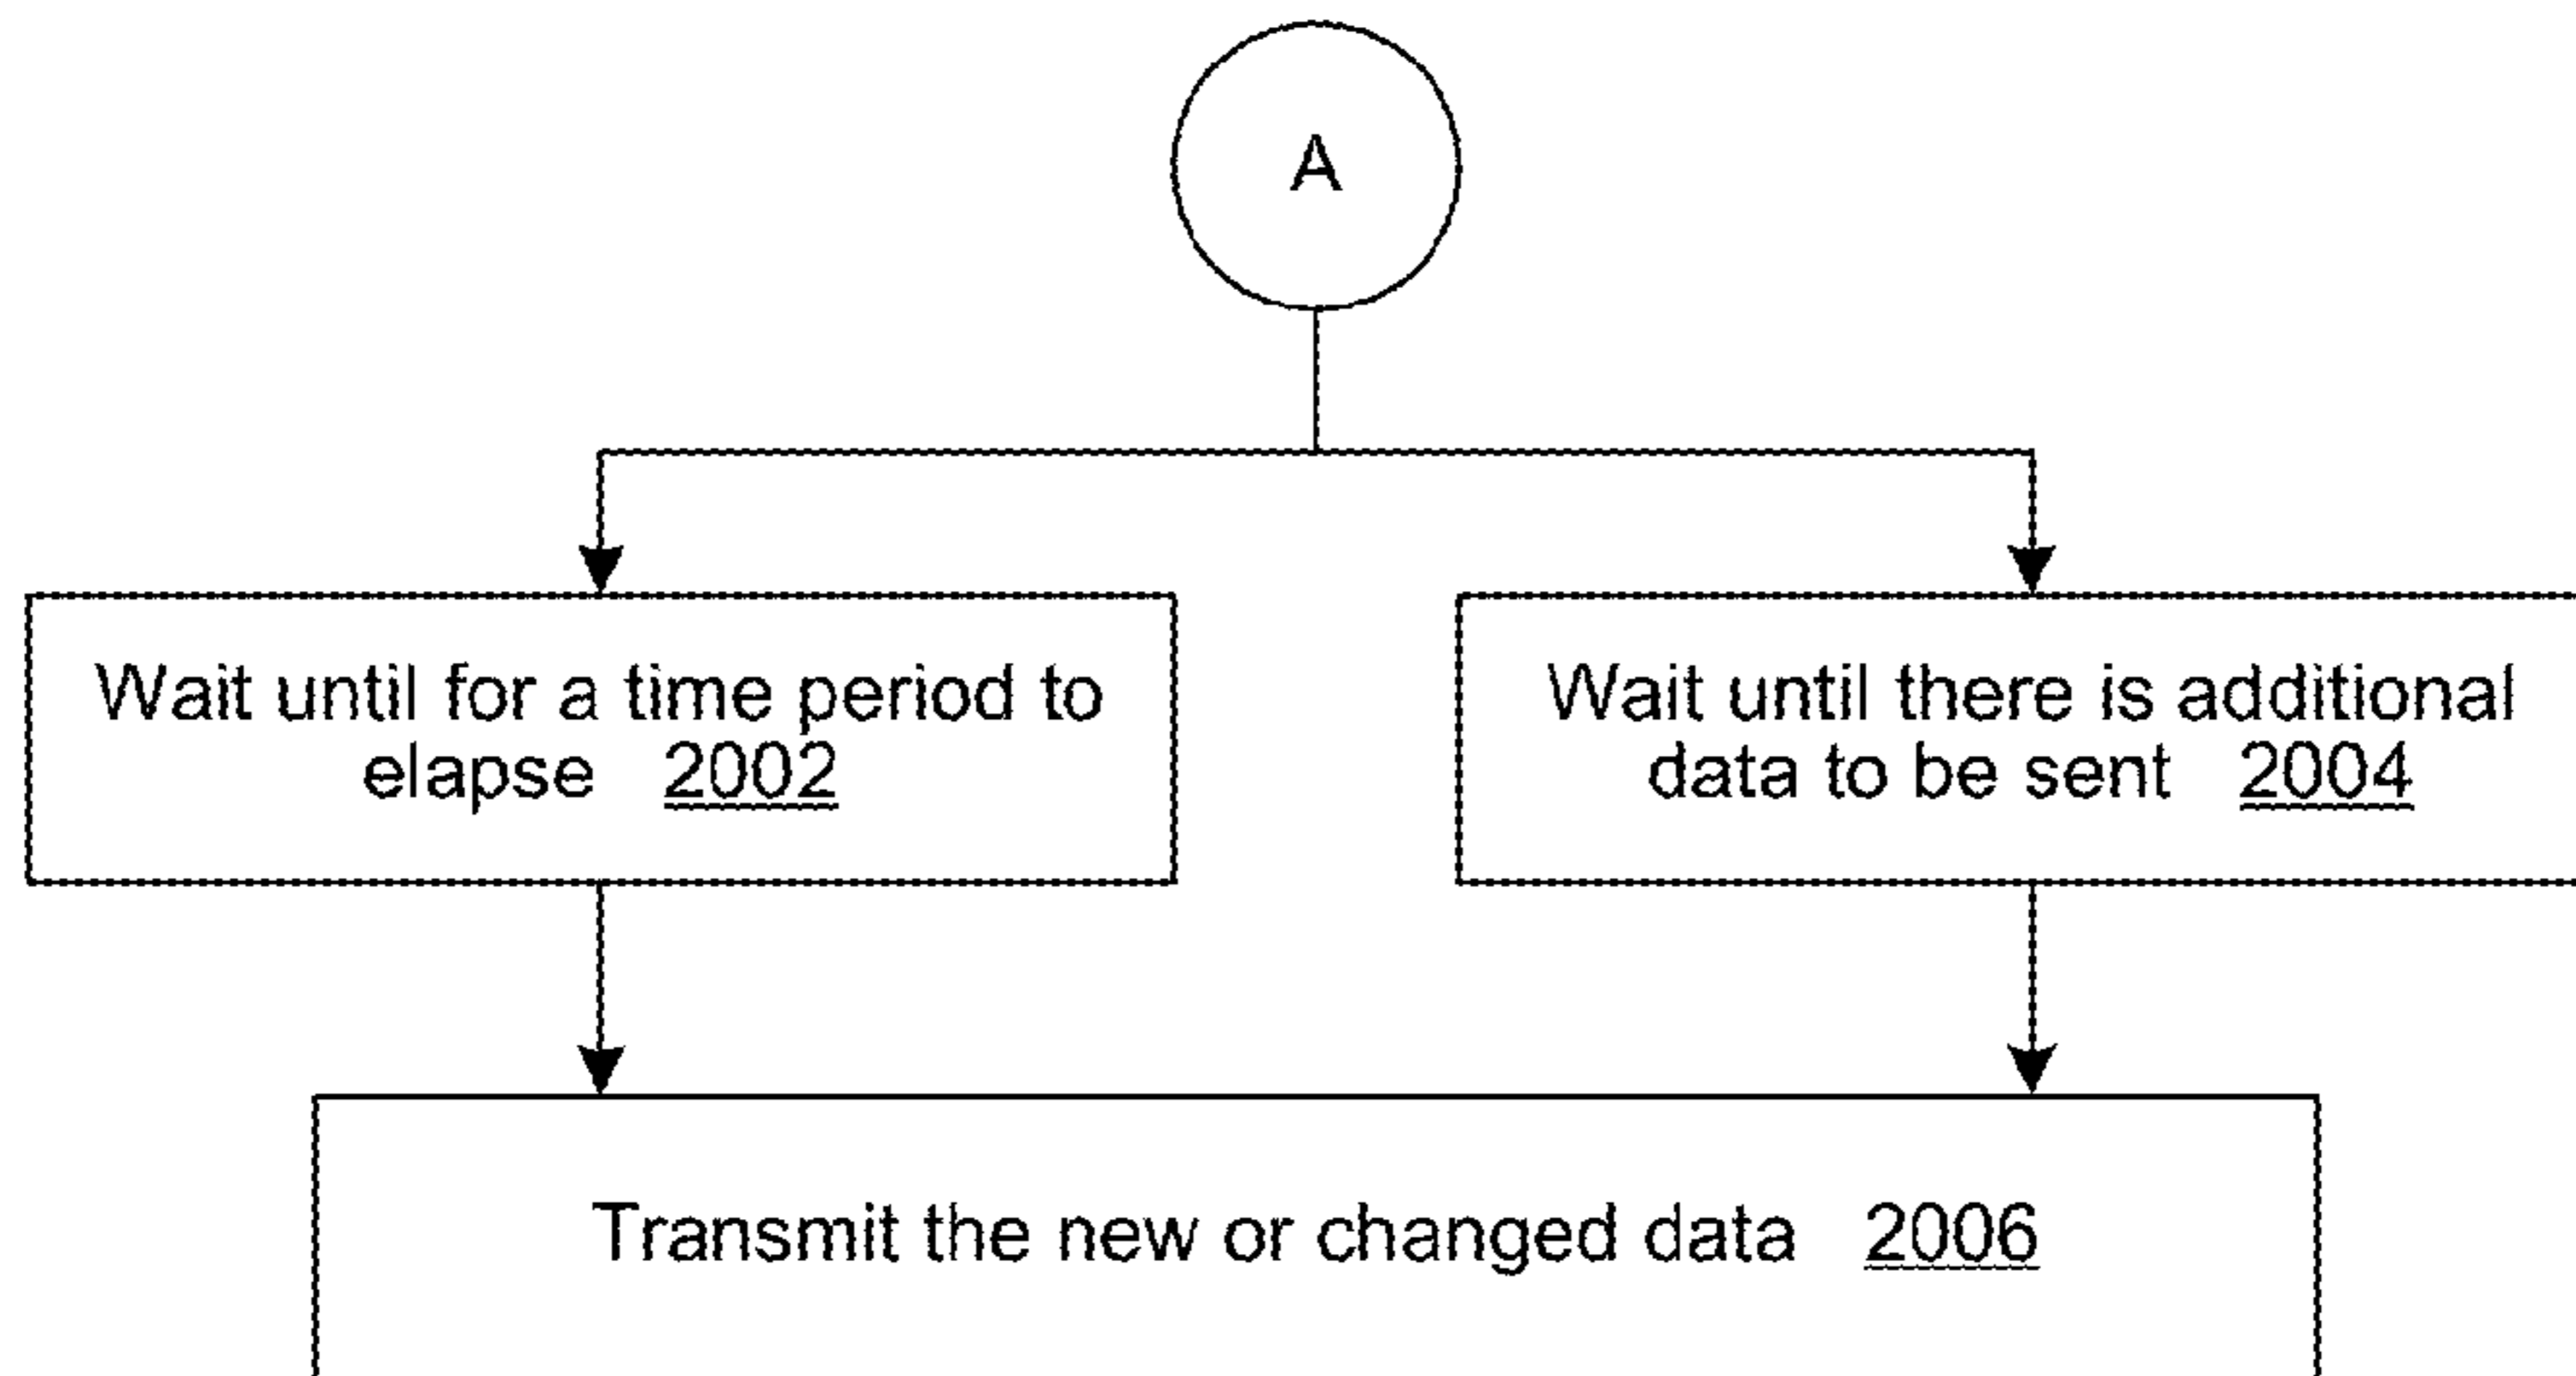 A
Wait until for a time period to
elapse 2002
Wait until there is additional
data to be sent 2004
Transmit the new or changed data 2006